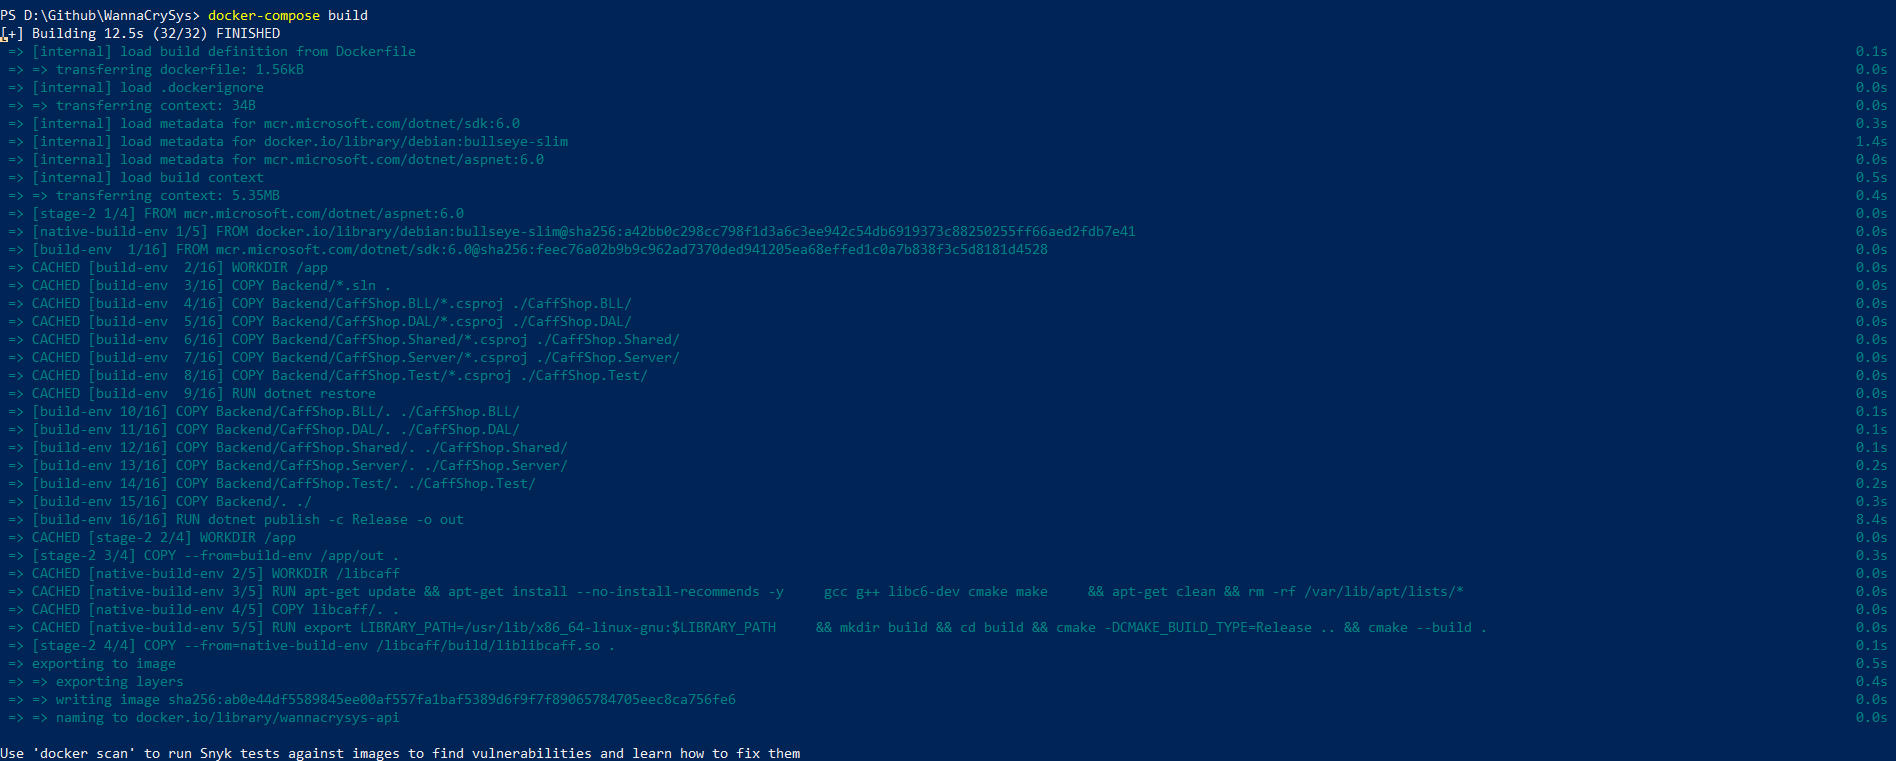 PS D:\Github\WannaCrySys> docker-compose build
[+] Building 12.5s (32/32) FINISHED
=> [internal] load build definition from Dockerfile 0.1s
=> => transferring dockerfile: 1.56kB 0.0s
=> [internal] load .dockerignore 0.0s
=> => transferring context: 34B 0.0s
=> [internal] load metadata for mcr.microsoft.com/dotnet/sdk:6.0 0.3s
=> [internal] load metadata for docker.io/library/debian:bullseye-slim 1.4s
=> [internal] load metadata for mcr.microsoft.com/dotnet/aspnet:6.0 0.0s
=> [internal] load build context 0.5s
=> => transferring context: 5.35MB 0.4s
=> [stage-2 1/4] FROM mcr.microsoft.com/dotnet/aspnet:6.0 0.0s
=> [native-build-env 1/5] FROM docker.io/library/debian:bullseye-slim@sha256:a42bb0c298cc798f1d3a6c3ee942c54db6919373c88250255ff66aed2fdb7e41 0.0s
=> [build-env  1/16] FROM mcr.microsoft.com/dotnet/sdk:6.0@sha256:feec76a02b9b9c962ad7370ded941205ea68effed1c0a7b838f3c5d8181d4528 0.0s
=> CACHED [build-env  2/16] WORKDIR /app 0.0s
=> CACHED [build-env  3/16] COPY Backend/*.sln . 0.0s
=> CACHED [build-env  4/16] COPY Backend/CaffShop.BLL/*.csproj ./CaffShop.BLL/ 0.0s
=> CACHED [build-env  5/16] COPY Backend/CaffShop.DAL/*.csproj ./CaffShop.DAL/ 0.0s
=> CACHED [build-env  6/16] COPY Backend/CaffShop.Shared/*.csproj ./CaffShop.Shared/ 0.0s
=> CACHED [build-env  7/16] COPY Backend/CaffShop.Server/*.csproj ./CaffShop.Server/ 0.0s
=> CACHED [build-env  8/16] COPY Backend/CaffShop.Test/*.csproj ./CaffShop.Test/ 0.0s
=> CACHED [build-env  9/16] RUN dotnet restore 0.0s
=> [build-env 10/16] COPY Backend/CaffShop.BLL/. ./CaffShop.BLL/ 0.1s
=> [build-env 11/16] COPY Backend/CaffShop.DAL/. ./CaffShop.DAL/ 0.1s
=> [build-env 12/16] COPY Backend/CaffShop.Shared/. ./CaffShop.Shared/ 0.1s
=> [build-env 13/16] COPY Backend/CaffShop.Server/. ./CaffShop.Server/ 0.2s
=> [build-env 14/16] COPY Backend/CaffShop.Test/. ./CaffShop.Test/ 0.2s
=> [build-env 15/16] COPY Backend/. ./ 0.3s
=> [build-env 16/16] RUN dotnet publish -c Release -o out 8.4s
=> CACHED [stage-2 2/4] WORKDIR /app 0.0s
=> [stage-2 3/4] COPY --from=build-env /app/out . 0.3s
=> CACHED [native-build-env 2/5] WORKDIR /libcaff 0.0s
=> CACHED [native-build-env 3/5] RUN apt-get update && apt-get install --no-install-recommends -y     gcc g++ libc6-dev cmake make     && apt-get clean && rm -rf /var/lib/apt/lists/* 0.0s
=> CACHED [native-build-env 4/5] COPY libcaff/. . 0.0s
=> CACHED [native-build-env 5/5] RUN export LIBRARY_PATH=/usr/lib/x86_64-linux-gnu:$LIBRARY_PATH     && mkdir build && cd build && cmake -DCMAKE_BUILD_TYPE=Release .. && cmake --build . 0.0s
=> [stage-2 4/4] COPY --from=native-build-env /libcaff/build/liblibcaff.so . 0.1s
=> exporting to image 0.5s
=> => exporting layers 0.4s
=> => writing image sha256:ab0e44df5589845ee00af557fa1baf5389d6f9f7f89065784705eec8ca756fe6 0.0s
=> => naming to docker.io/library/wannacrysys-api 0.0s
Use 'docker scan' to run Snyk tests against images to find vulnerabilities and learn how to fix them